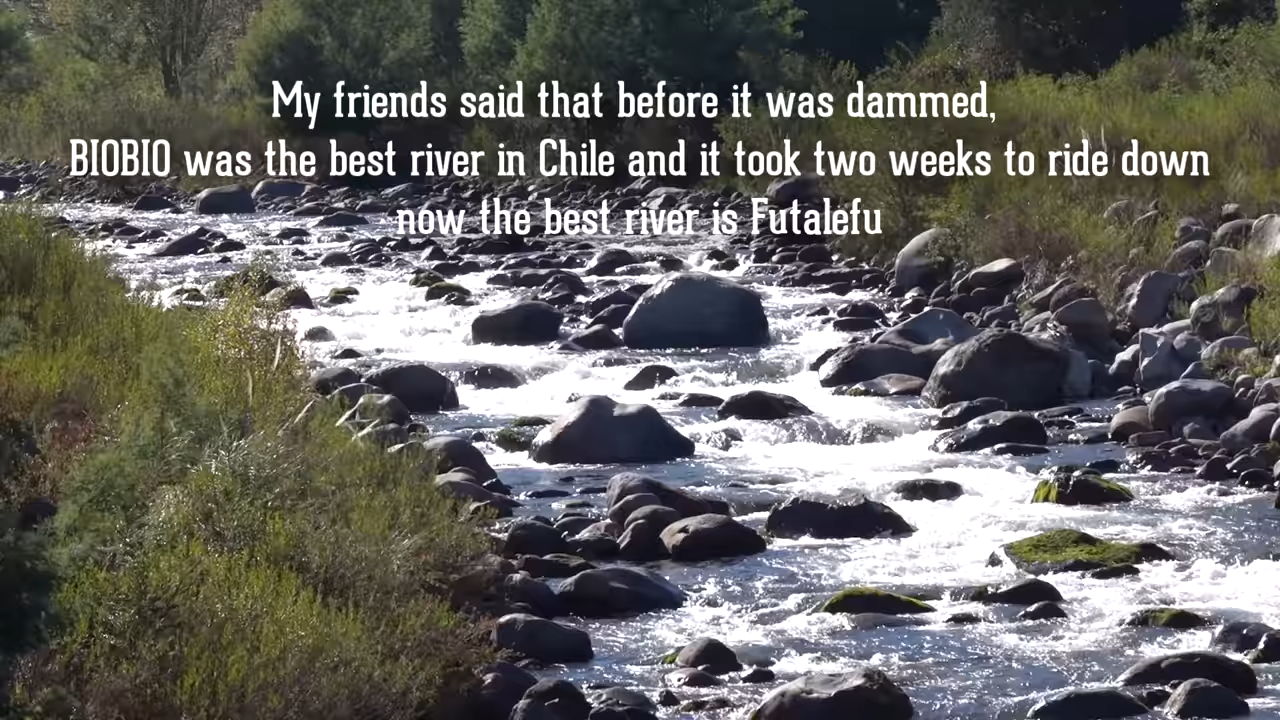 My friends said that before it was dammed,
BIOBIO was the best river in Chile and it took two weeks to ride down
now the best river is Futalefu